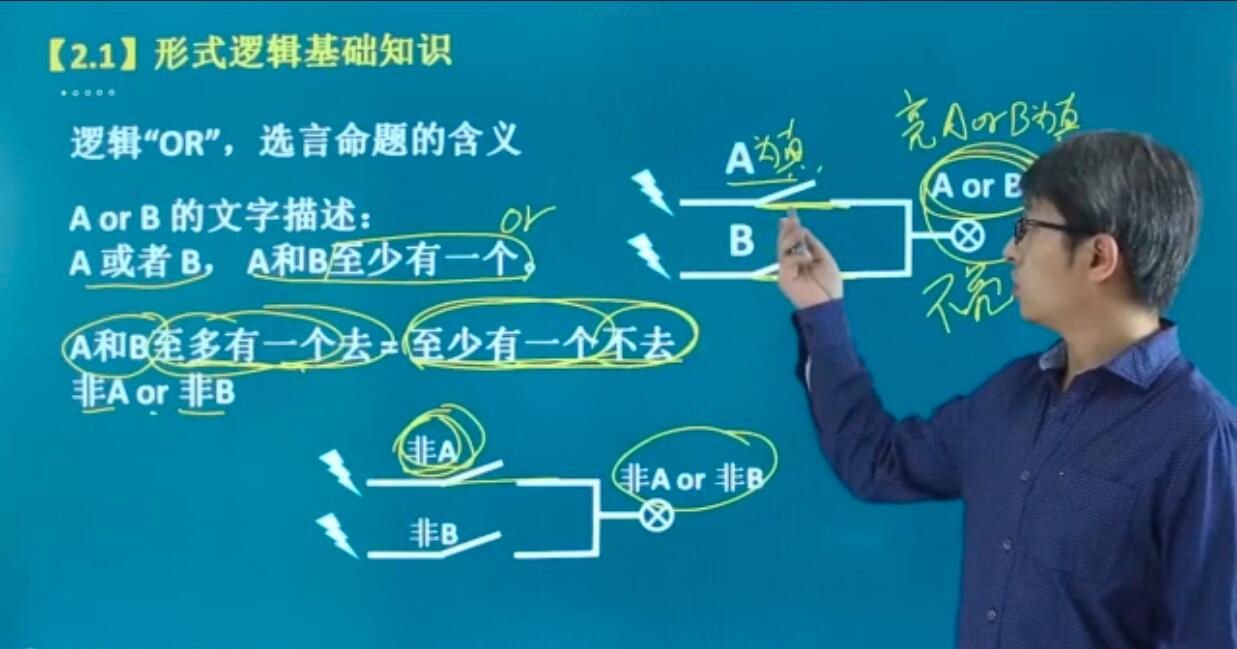 【2.1】形式逻辑基础知识
逻辑“OR”，选言命题的含义
A or B 的文字描述：
or
A 或者 B， A和B至少有一个。
A和B至多有一个去 = 至少有一个不去
非A or 非B
A为真
亮 A or B为真
A or B
B
不亮
非A
非A or 非B
非B